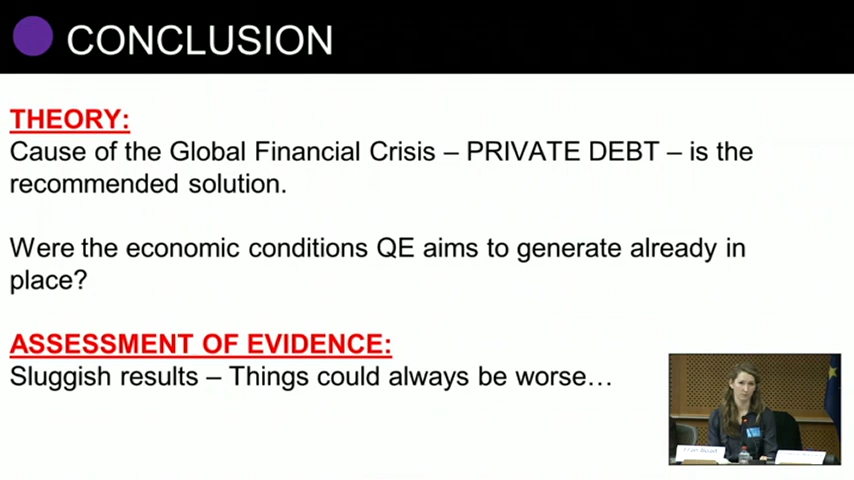 CONCLUSION
THEORY:
Cause of the Global Financial Crisis – PRIVATE DEBT – is the
recommended solution.
Were the economic conditions QE aims to generate already in
place?
ASSESSMENT OF EVIDENCE:
Sluggish results – Things could always be worse…